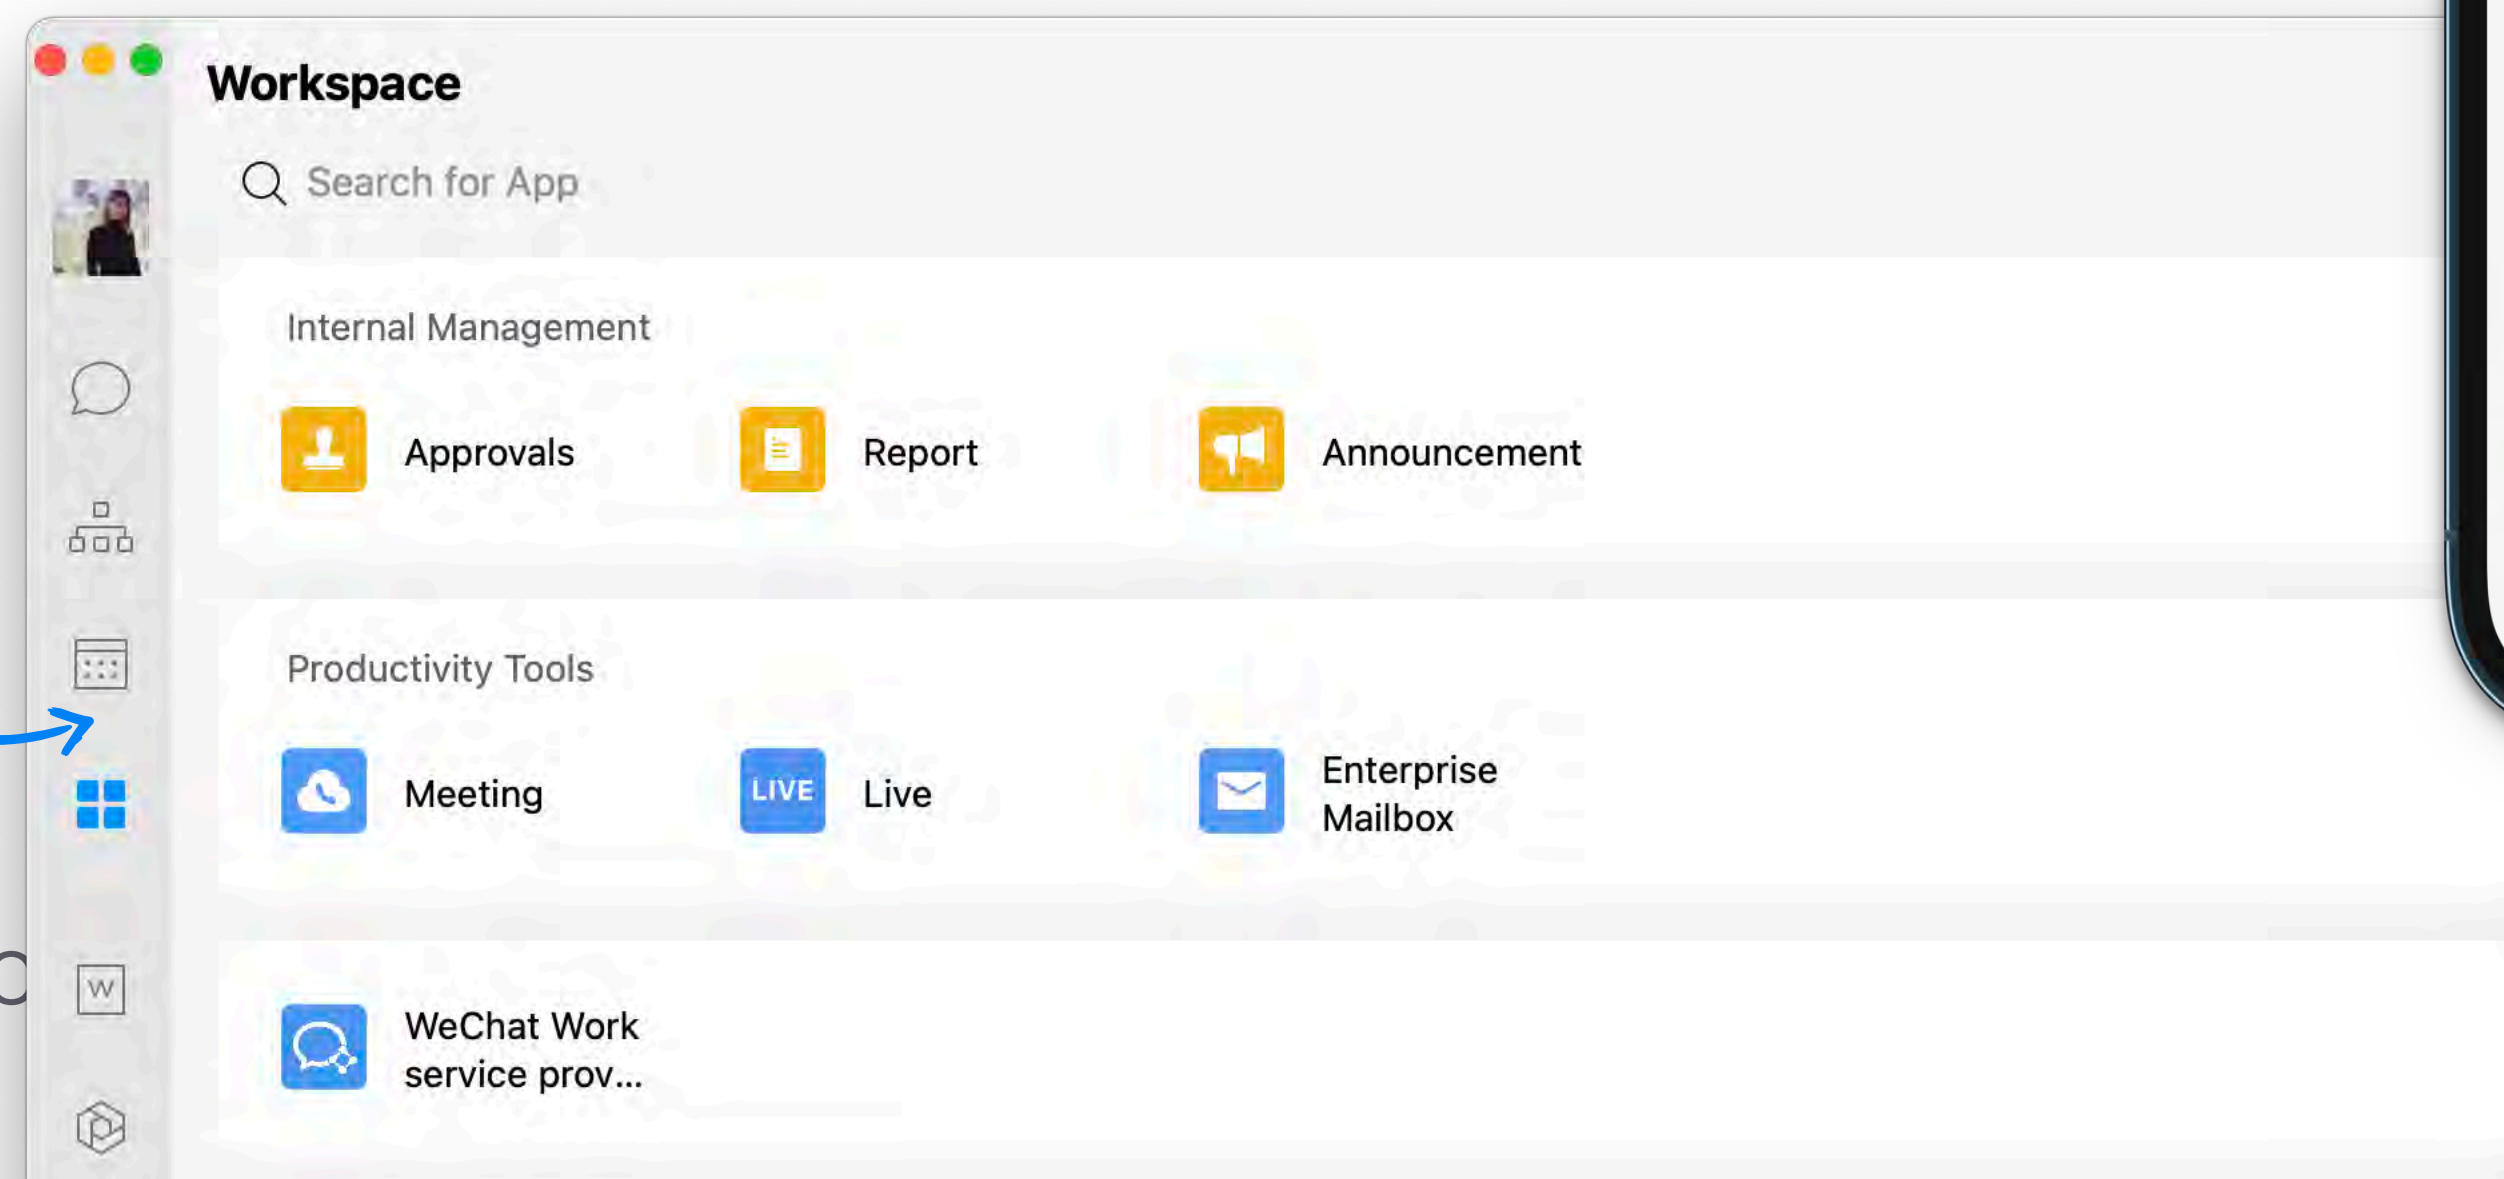 Workspace
Search for App
Internal Management
Approvals
Report
Announcement
Productivity Tools
Meeting
LIVE
Live
Enterprise
Mailbox
W
WeChat Work
service prov...